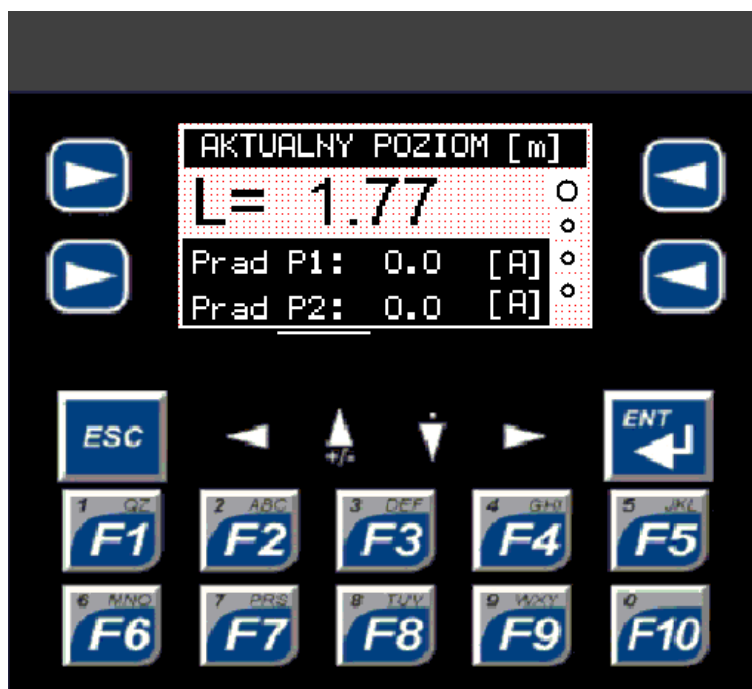 AKTUALNY POZIOM [m]
L= 1.77
Prad P1: 0.0 [A]
Prad P2: 0.0 [A]
ESC
+/-
ENT
1 QZ 2 ABC 3 DEF 4 GHI 5 JKL
F1 F2 F3 F4 F5
6 MNO 7 PRS 8 TUV 9 WXY 0
F6 F7 F8 F9 F10